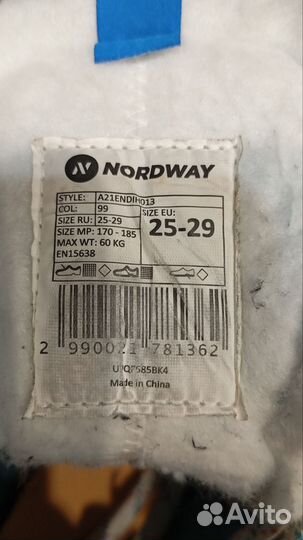 NORDWAY
STYLE: A21ENDIH013
COL: 99
SIZE RU: 25-29
SIZE MP: 170 - 185
MAX WT: 60 KG
EN15638
SIZE EU:
25-29
2 990021 781362
Made in China
Avito